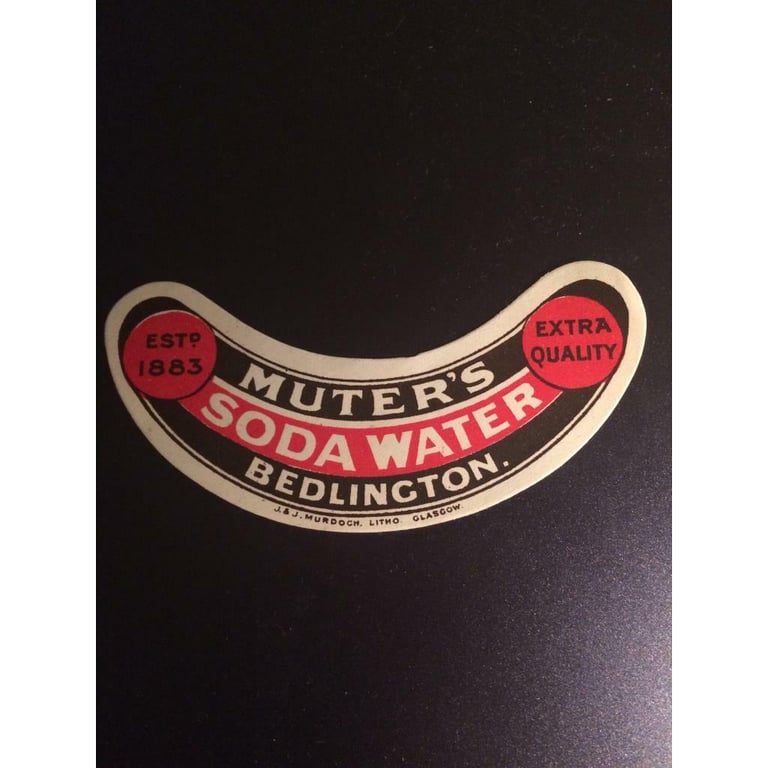 ESTD
1883
EXTRA
QUALITY
MUTER'S
SODA WATER
BEDLINGTON.
J. & J. MURDOCH, LITHO. GLASGOW.